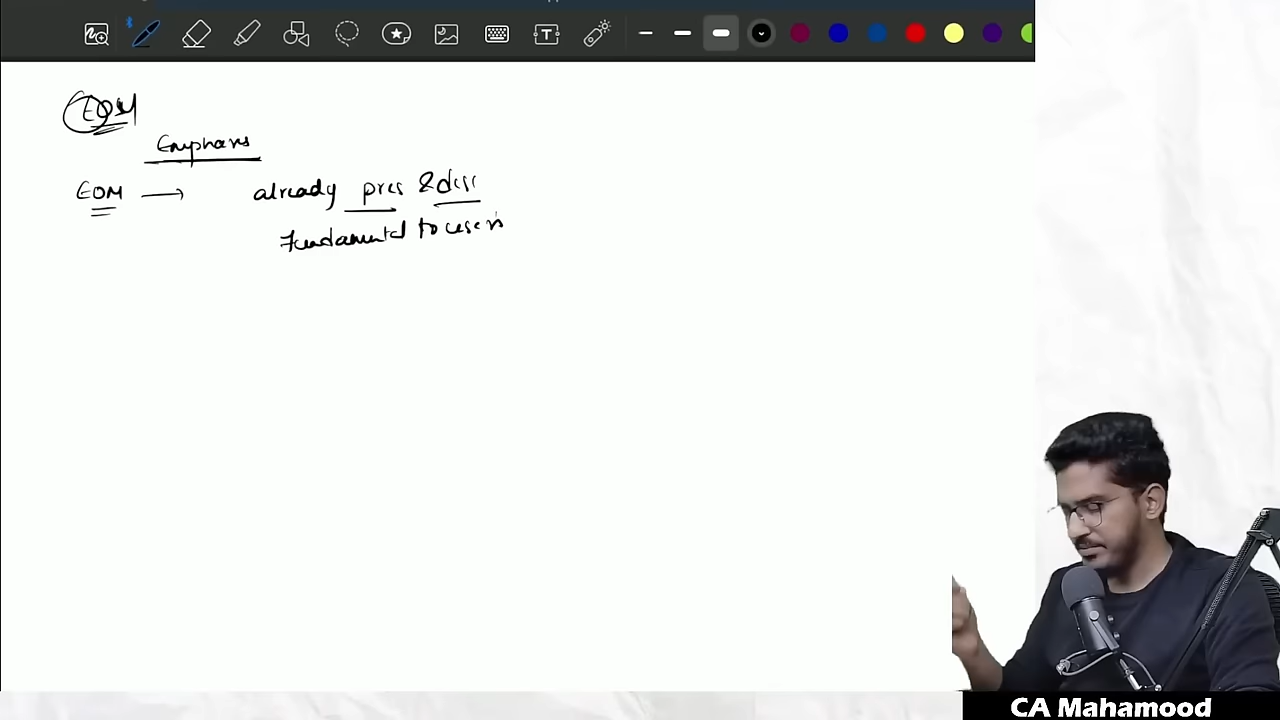 EOM
Emphasis
EOM → already pres & disc
Fundamental to users
T
CA Mahamood